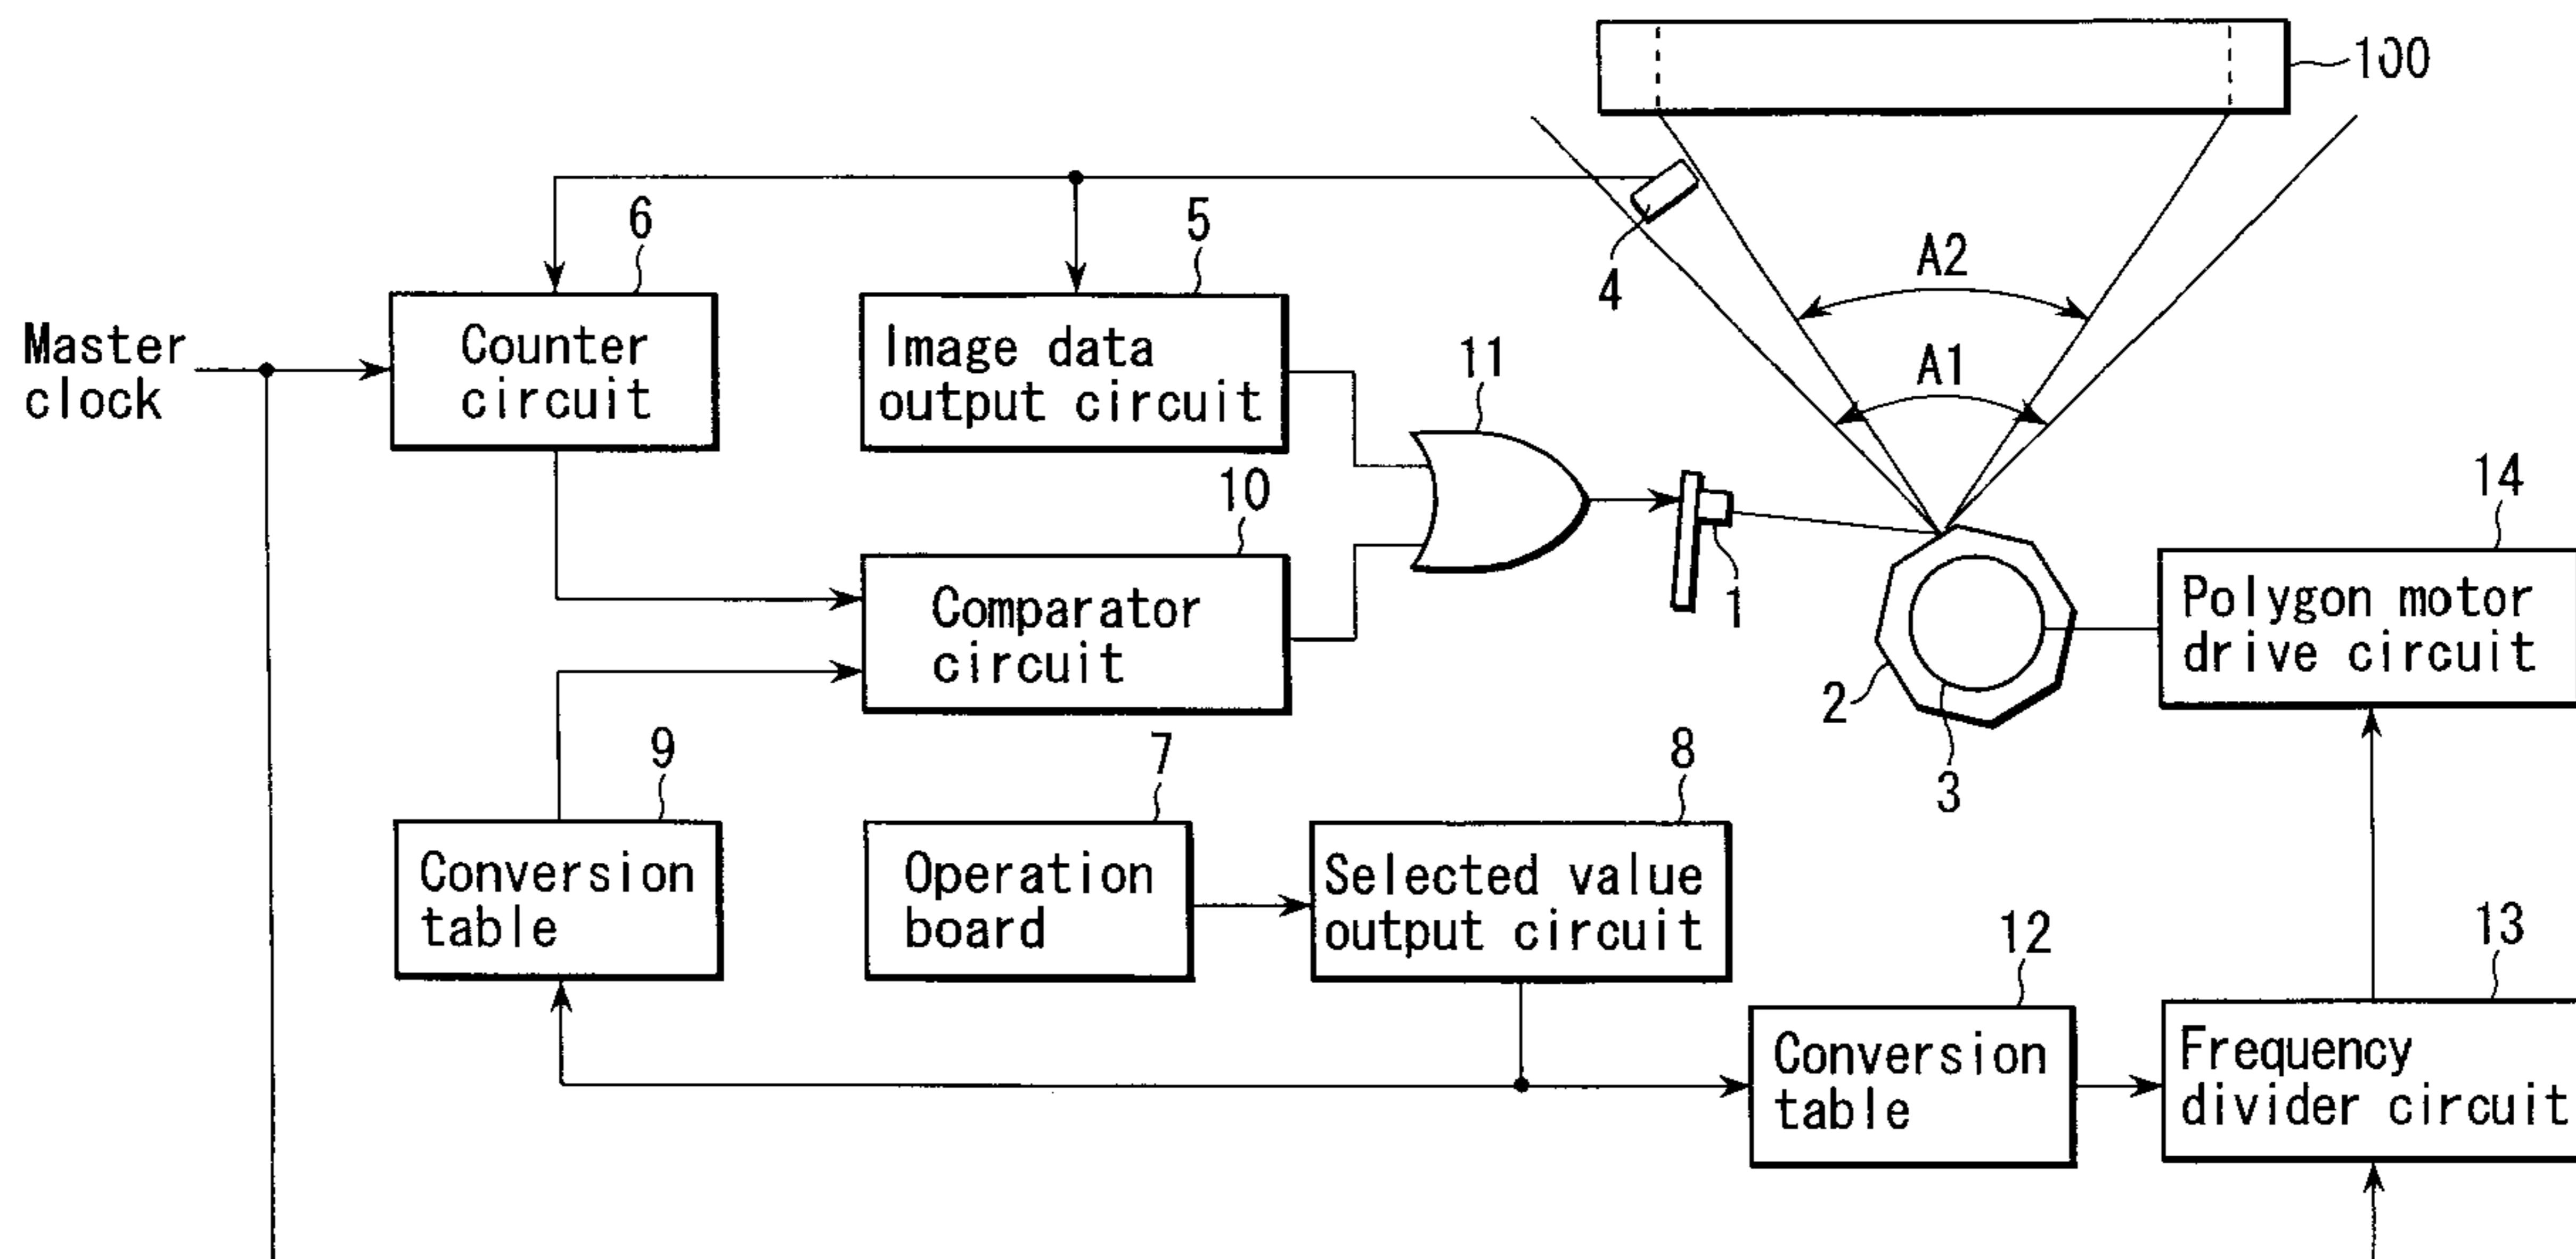 100
6
5
4
A2
A1
Master
clock
Counter
circuit
Image data
output circuit
11
10
1
14
Comparator
circuit
Polygon motor
drive circuit
2
3
9
7
8
Conversion
table
Operation
board
Selected value
output circuit
12
13
Conversion
table
Frequency
divider circuit